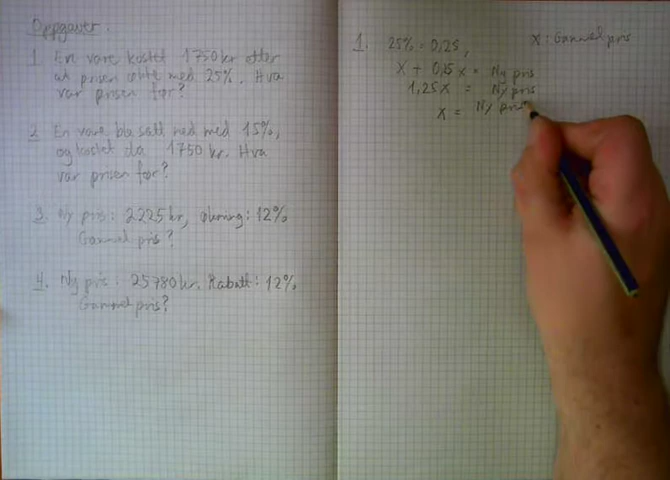 Oppgaver.
1 En vare kostet 1750 kr etter
at prisen økte med 25%. Hva
var prisen før?
2 En vare ble satt ned med 15%,
og kostet da 1750 kr. Hva
var prisen før?
3. Ny pris: 2225 kr, økning: 12%
Gammel pris?
4. Ny pris: 25780 kr. Rabatt: 12%
Gammel pris?
1. 25% = 0,25, x: Gammel pris
x + 0,25x = Ny pris
1,25x = Ny pris
x = Ny pris